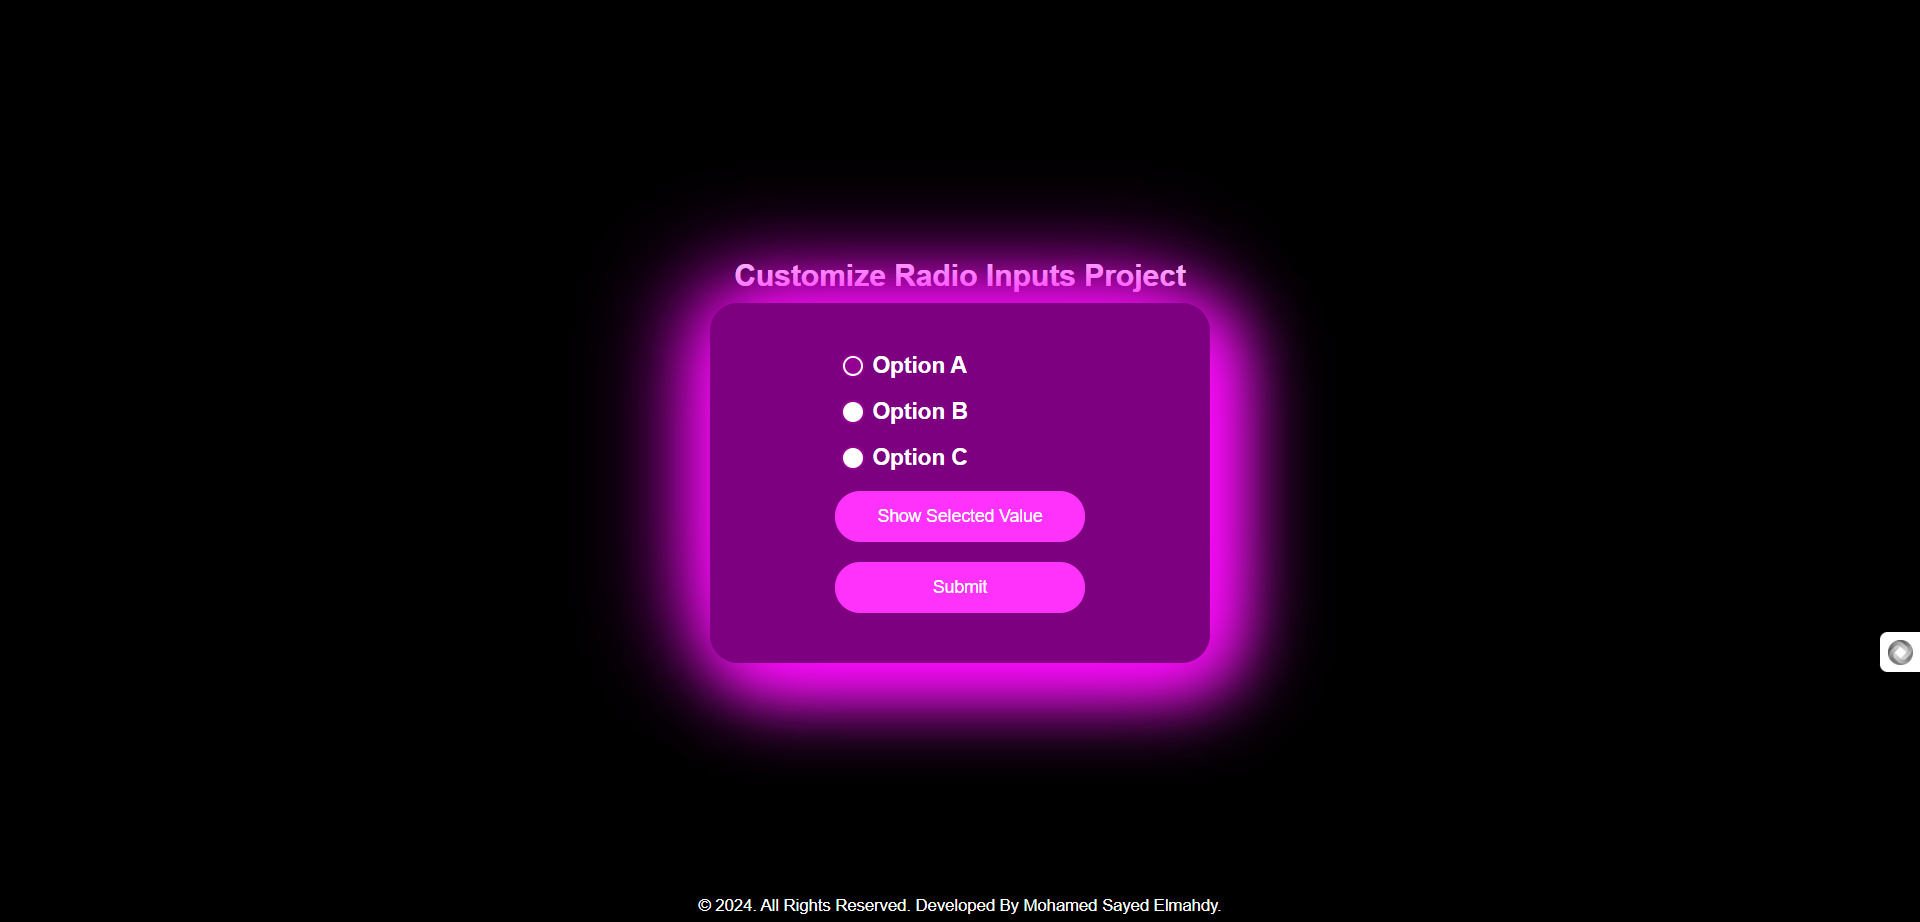 Customize Radio Inputs Project
Option A
Option B
Option C
Show Selected Value
Submit
© 2024. All Rights Reserved. Developed By Mohamed Sayed Elmahdy.